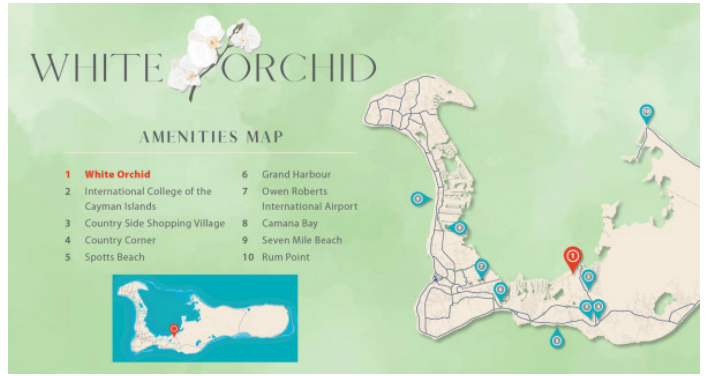 WHITE ORCHID
AMENITIES MAP
1 White Orchid
2 International College of the
Cayman Islands
3 Country Side Shopping Village
4 Country Corner
5 Spotts Beach
6 Grand Harbour
7 Owen Roberts
International Airport
8 Camana Bay
9 Seven Mile Beach
10 Rum Point
10
1